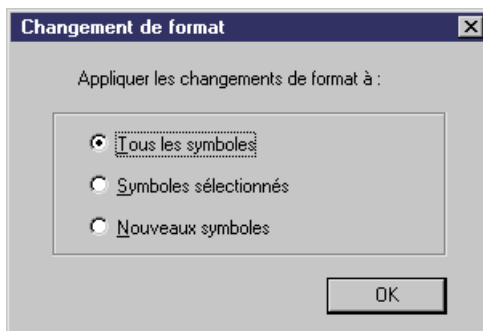 Changement de format
Appliquer les changements de format à :
Tous les symboles
Symboles sélectionnés
Nouveaux symboles
OK